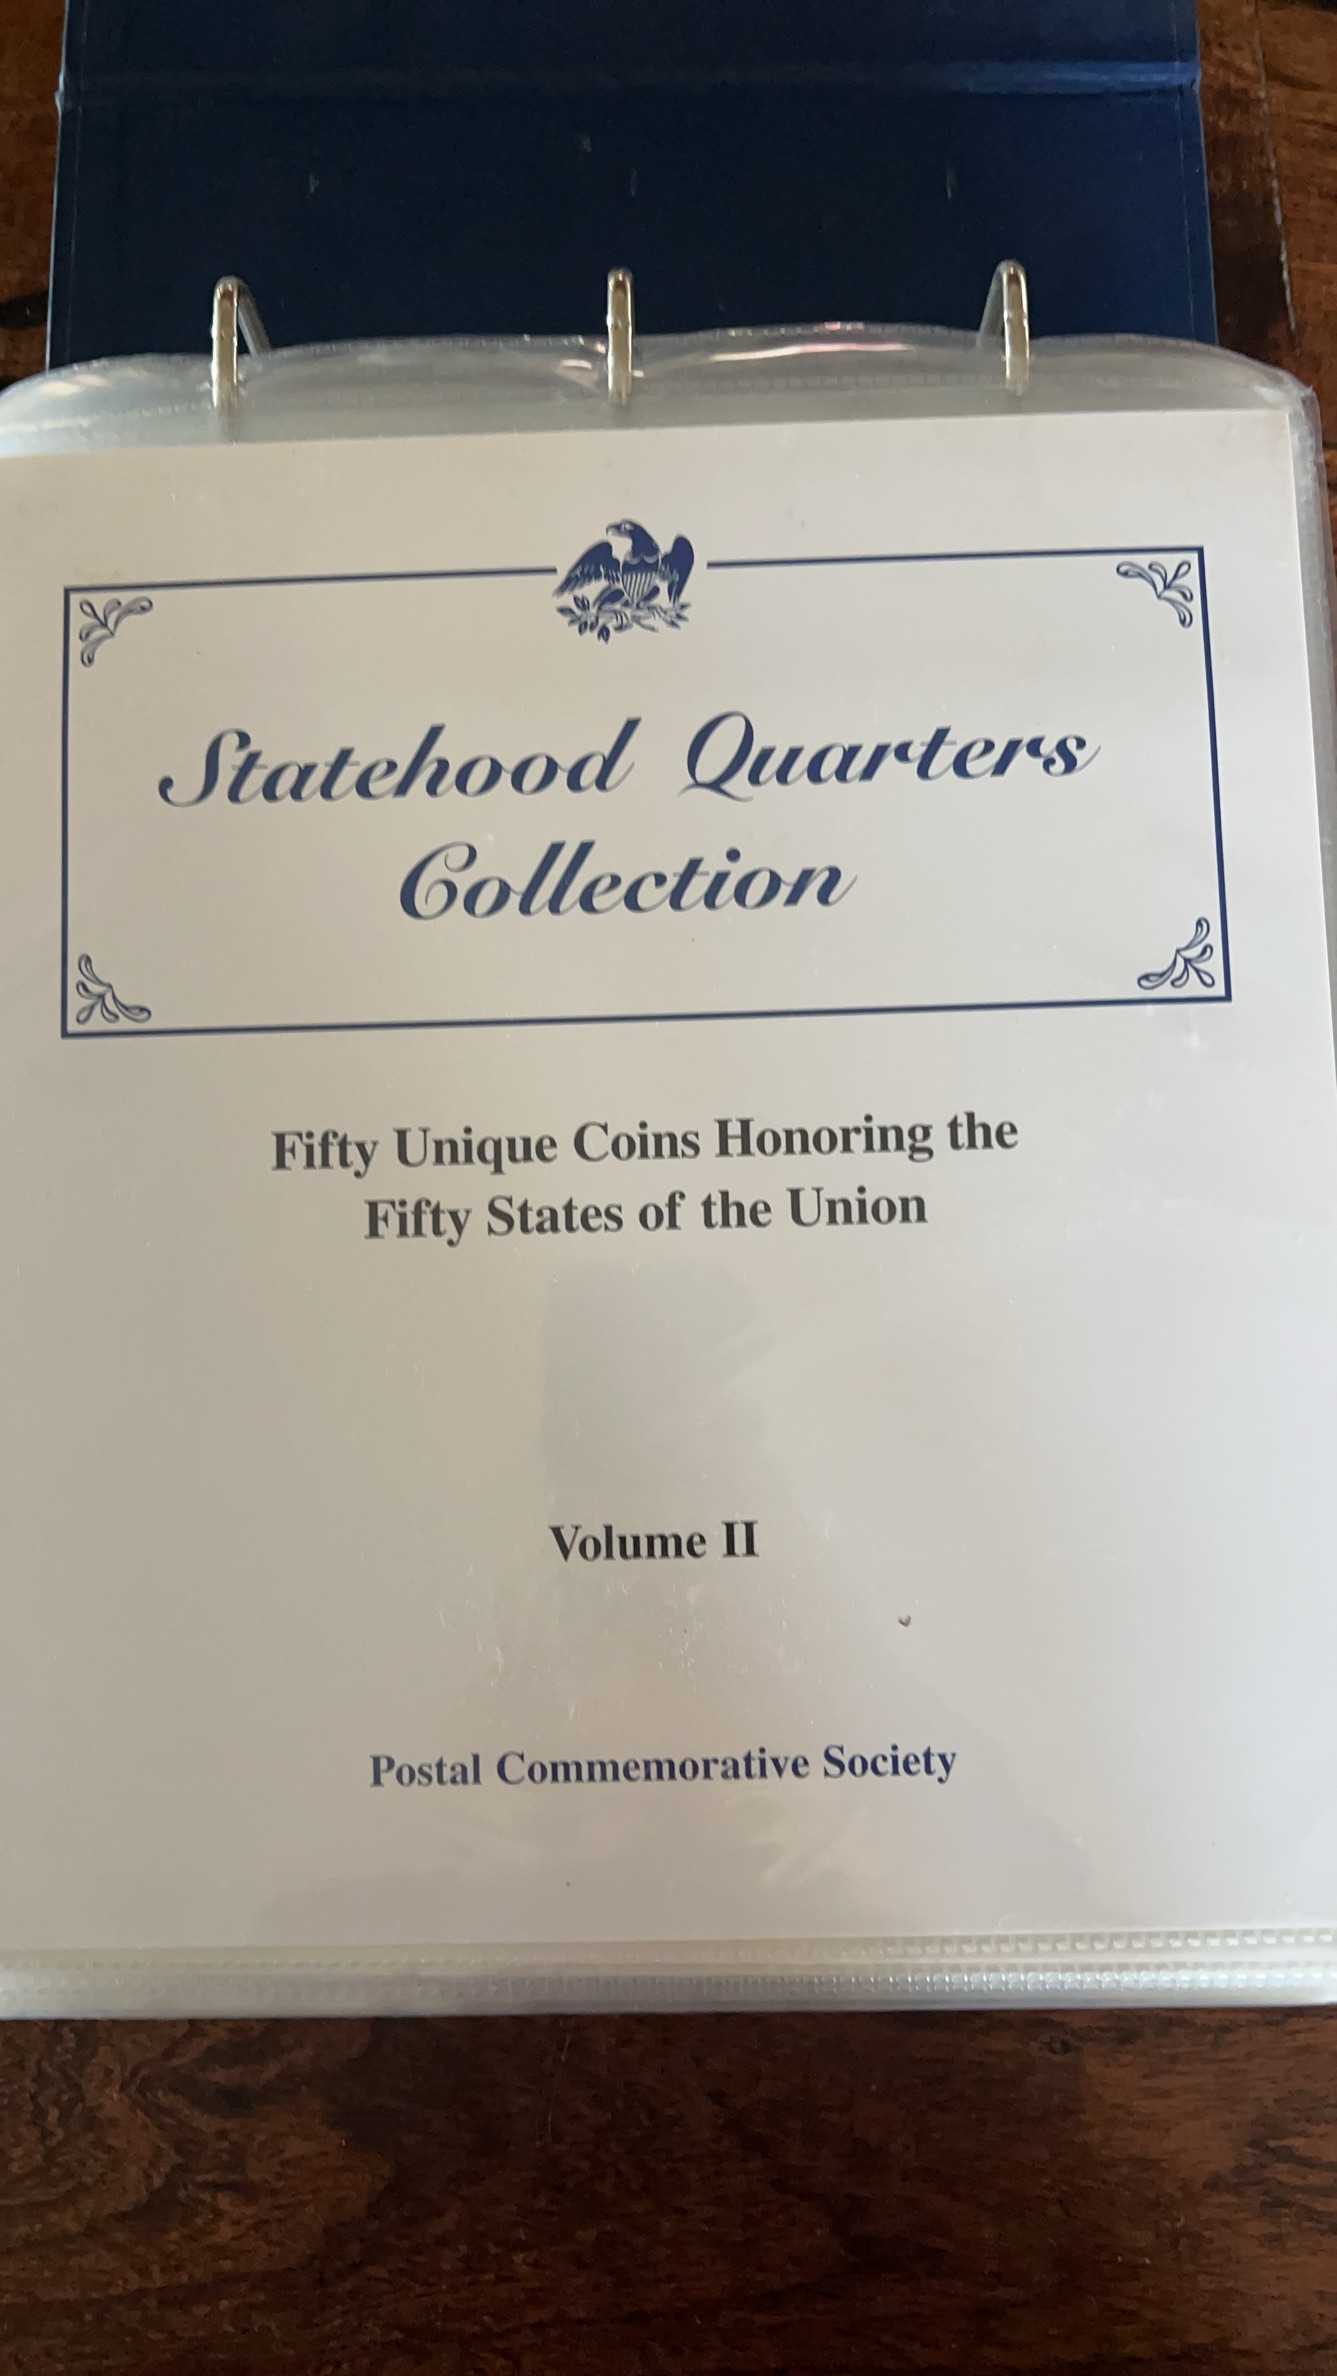 Statehood Quarters
Collection
Fifty Unique Coins Honoring the
Fifty States of the Union
Volume II
Postal Commemorative Society